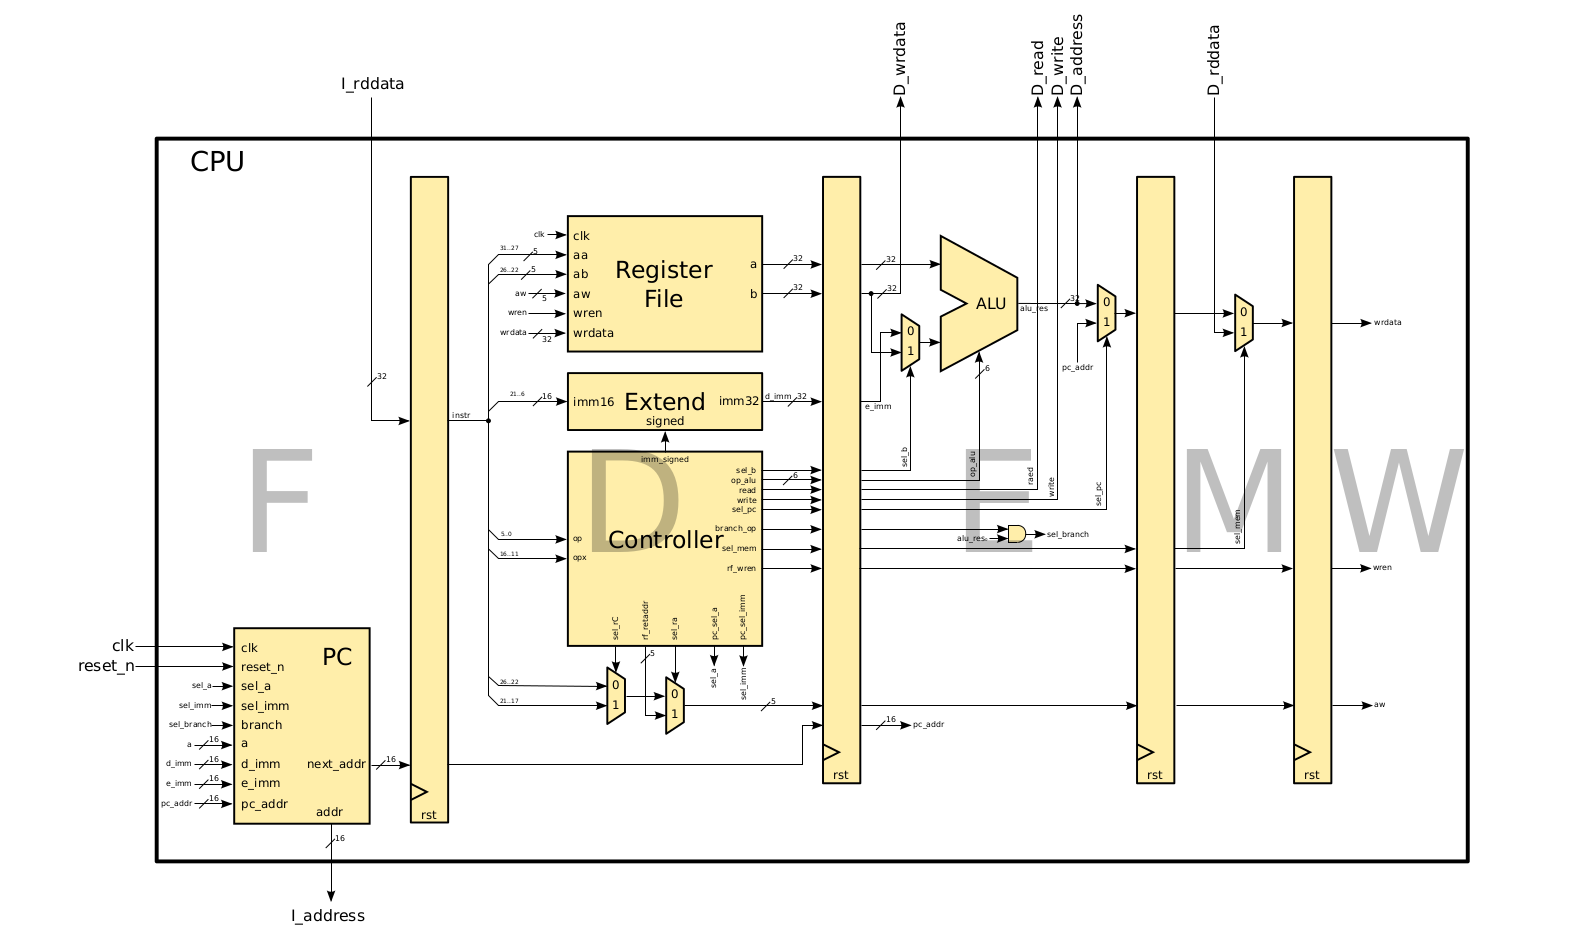 D_wrdata
D_read
D_write
D_address
D_rddata
I_rddata
CPU
clk
clk
31..27
5
aa
26..22
5
ab
aw
5
aw
wren
wren
wrdata
32
wrdata
Register
File
a
32
b
32
32
32
0
1
ALU
alu_res
32
0
1
pc_addr
6
0
1
wrdata
32
instr
21..6
16
imm16
Extend
imm32
signed
d_imm
32
e_imm
imm_signed
sel_b
op_alu
6
read
write
sel_pc
branch_op
sel_mem
rf_wren
Controller
5..0
op
16..11
opx
sel_rC
rf_retaddr
sel_ra
pc_sel_a
pc_sel_imm
5
sel_a
sel_imm
sel_b
op_alu
raed
write
sel_pc
alu_res
sel_branch
sel_mem
wren
F
D
E
M
W
26..22
21..17
0
1
0
1
5
16
pc_addr
aw
clk
reset_n
clk
PC
reset_n
sel_a
sel_a
sel_imm
sel_imm
sel_branch
branch
a
16
a
d_imm
16
d_imm
next_addr
16
e_imm
16
e_imm
pc_addr
16
pc_addr
addr
16
rst
rst
rst
rst
I_address